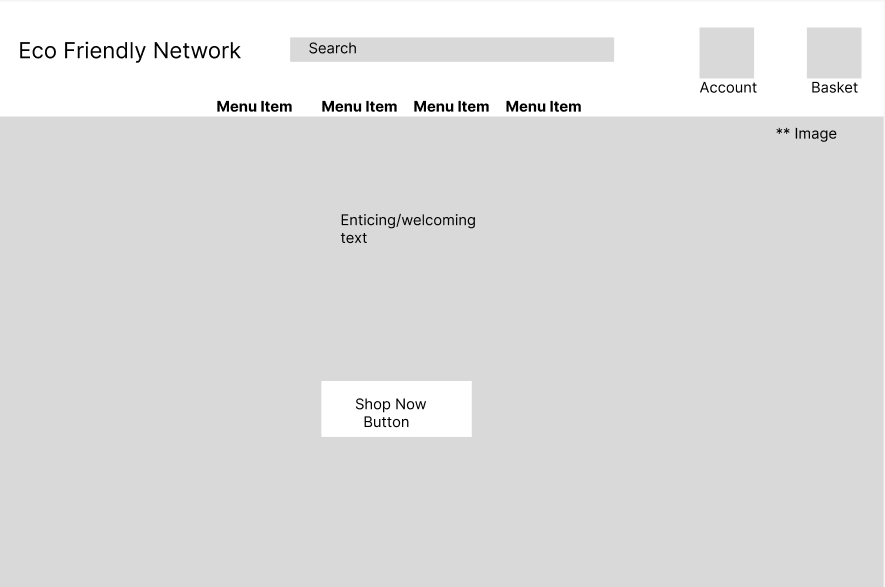 Eco Friendly Network
Search
Account
Basket
Menu Item
Menu Item
Menu Item
Menu Item
** Image
Enticing/welcoming
text
Shop Now
Button